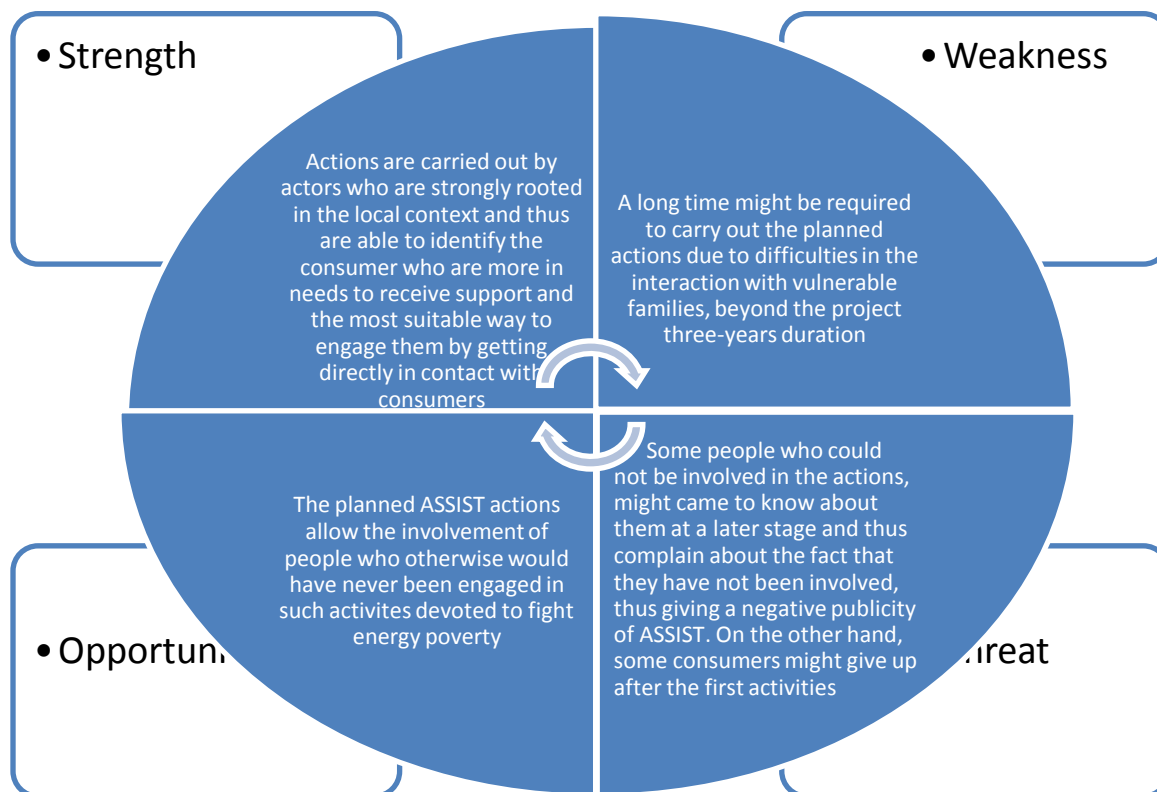 • Strength
Actions are carried out by
actors who are strongly rooted
in the local context and thus
are able to identify the
consumer who are more in
needs to receive support and
the most suitable way to
engage them by getting
directly in contact with
consumers
• Weakness
A long time might be required
to carry out the planned
actions due to difficulties in the
interaction with vulnerable
families, beyond the project
three-years duration
The planned ASSIST actions
allow the involvement of
people who otherwise would
have never been engaged in
such activites devoted to fight
energy poverty
• Opportuni
Some people who could
not be involved in the actions,
might came to know about
them at a later stage and thus
complain about the fact that
they have not been involved,
thus giving a negative publicity
of ASSIST. On the other hand,
some consumers might give up
after the first activities
hreat